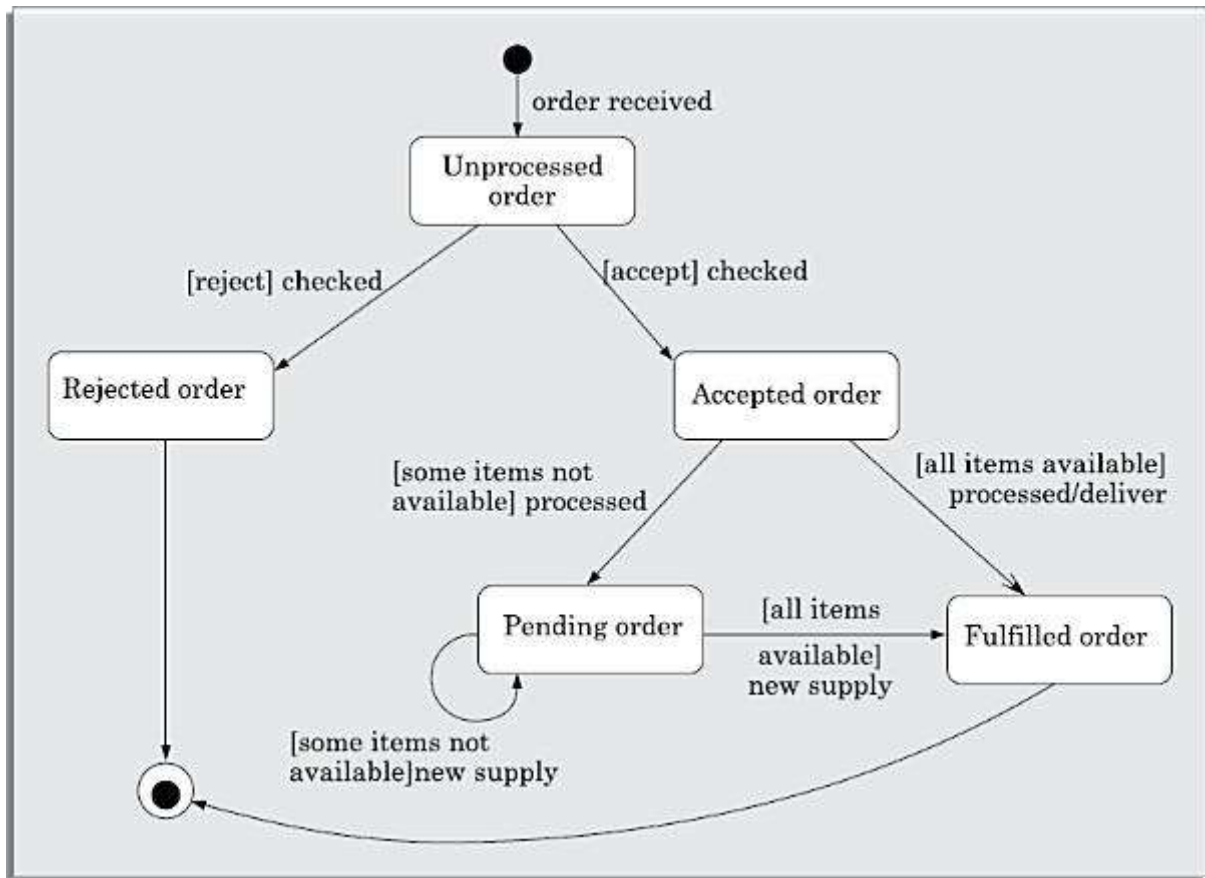 order received
Unprocessed
order
[reject] checked
[accept] checked
Rejected order
Accepted order
[some items not
available] processed
[all items available]
processed/deliver
Pending order
[all items
available]
new supply
Fulfilled order
[some items not
available]new supply